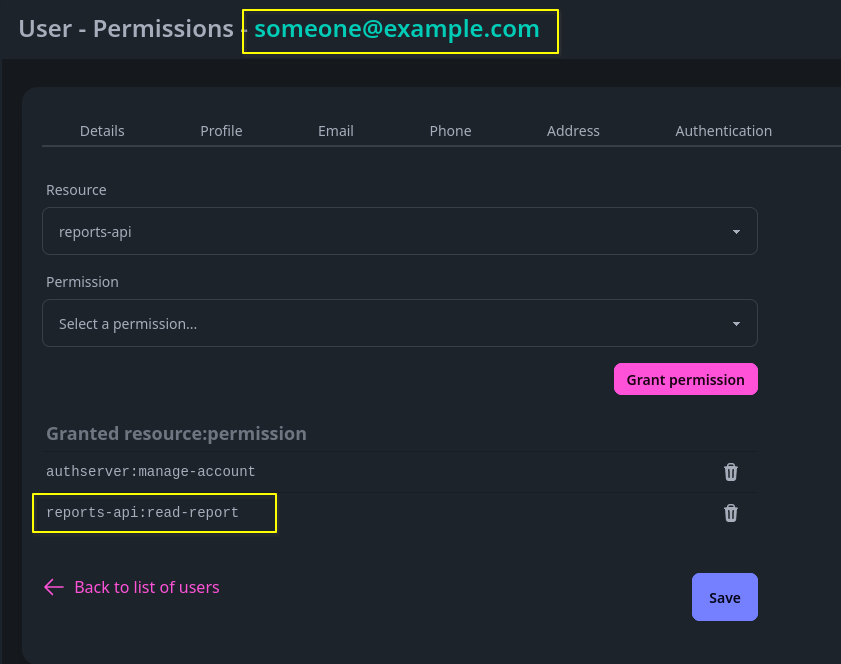 User - Permissions - someone@example.com
Details Profile Email Phone Address Authentication
Resource
reports-api
Permission
Select a permission...
Grant permission
Granted resource:permission
authserver:manage-account
reports-api:read-report
Back to list of users
Save